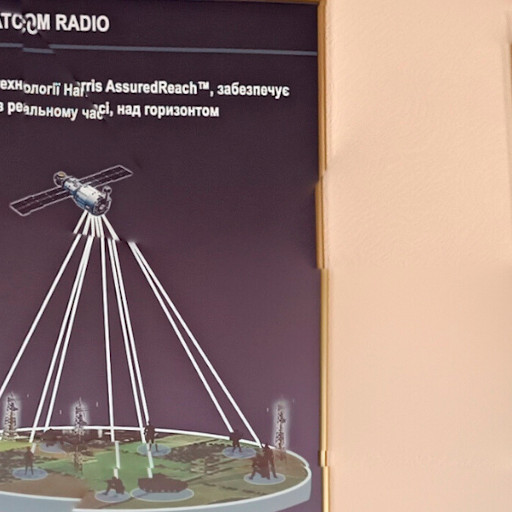 ATCOM RADIO
технології Harris AssuredReach™, забезпечує
в реальному часі, над горизонтом